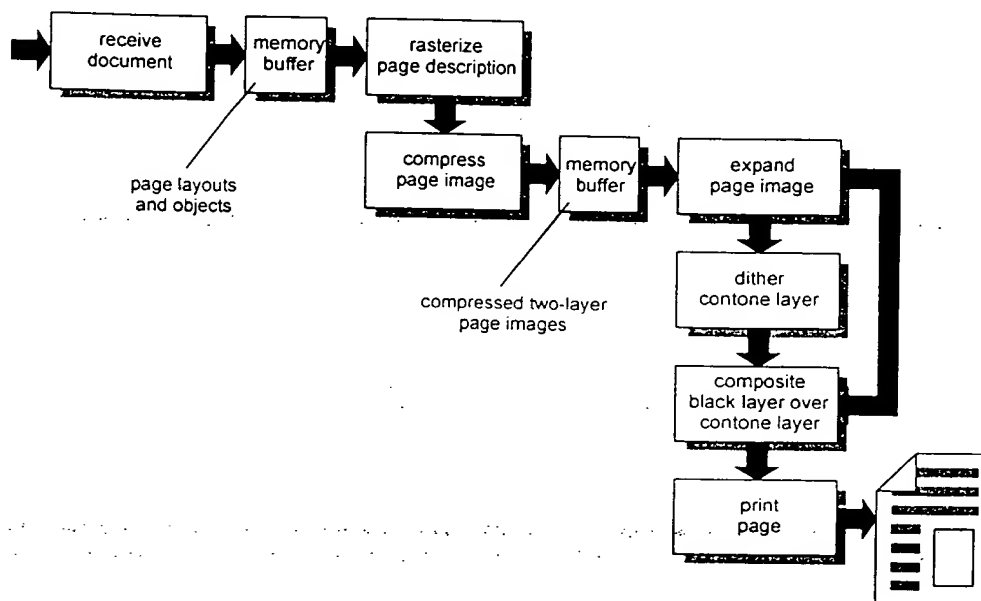 receive
document
memory
buffer
rasterize
page description
page layouts
and objects
compress
page image
memory
buffer
expand
page image
compressed two-layer
page images
dither
contone layer
composite
black layer over
contone layer
print
page